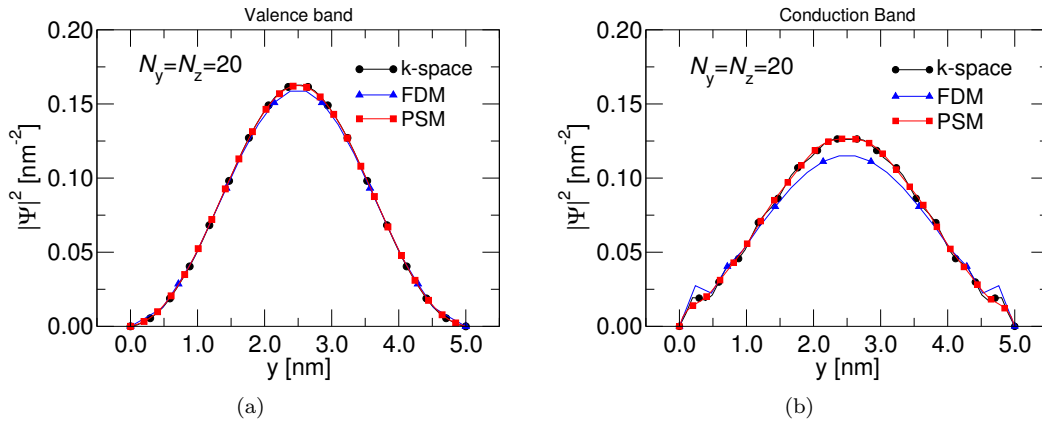 Valence band
0.20
0.15
0.10
0.05
0.00
|Ψ|² [nm⁻²]
N_y=N_z=20
k-space
FDM
PSM
0.0 1.0 2.0 3.0 4.0 5.0
y [nm]
(a)
Conduction Band
0.20
0.15
0.10
0.05
0.00
|Ψ|² [nm⁻²]
N_y=N_z=20
k-space
FDM
PSM
0.0 1.0 2.0 3.0 4.0 5.0
y [nm]
(b)